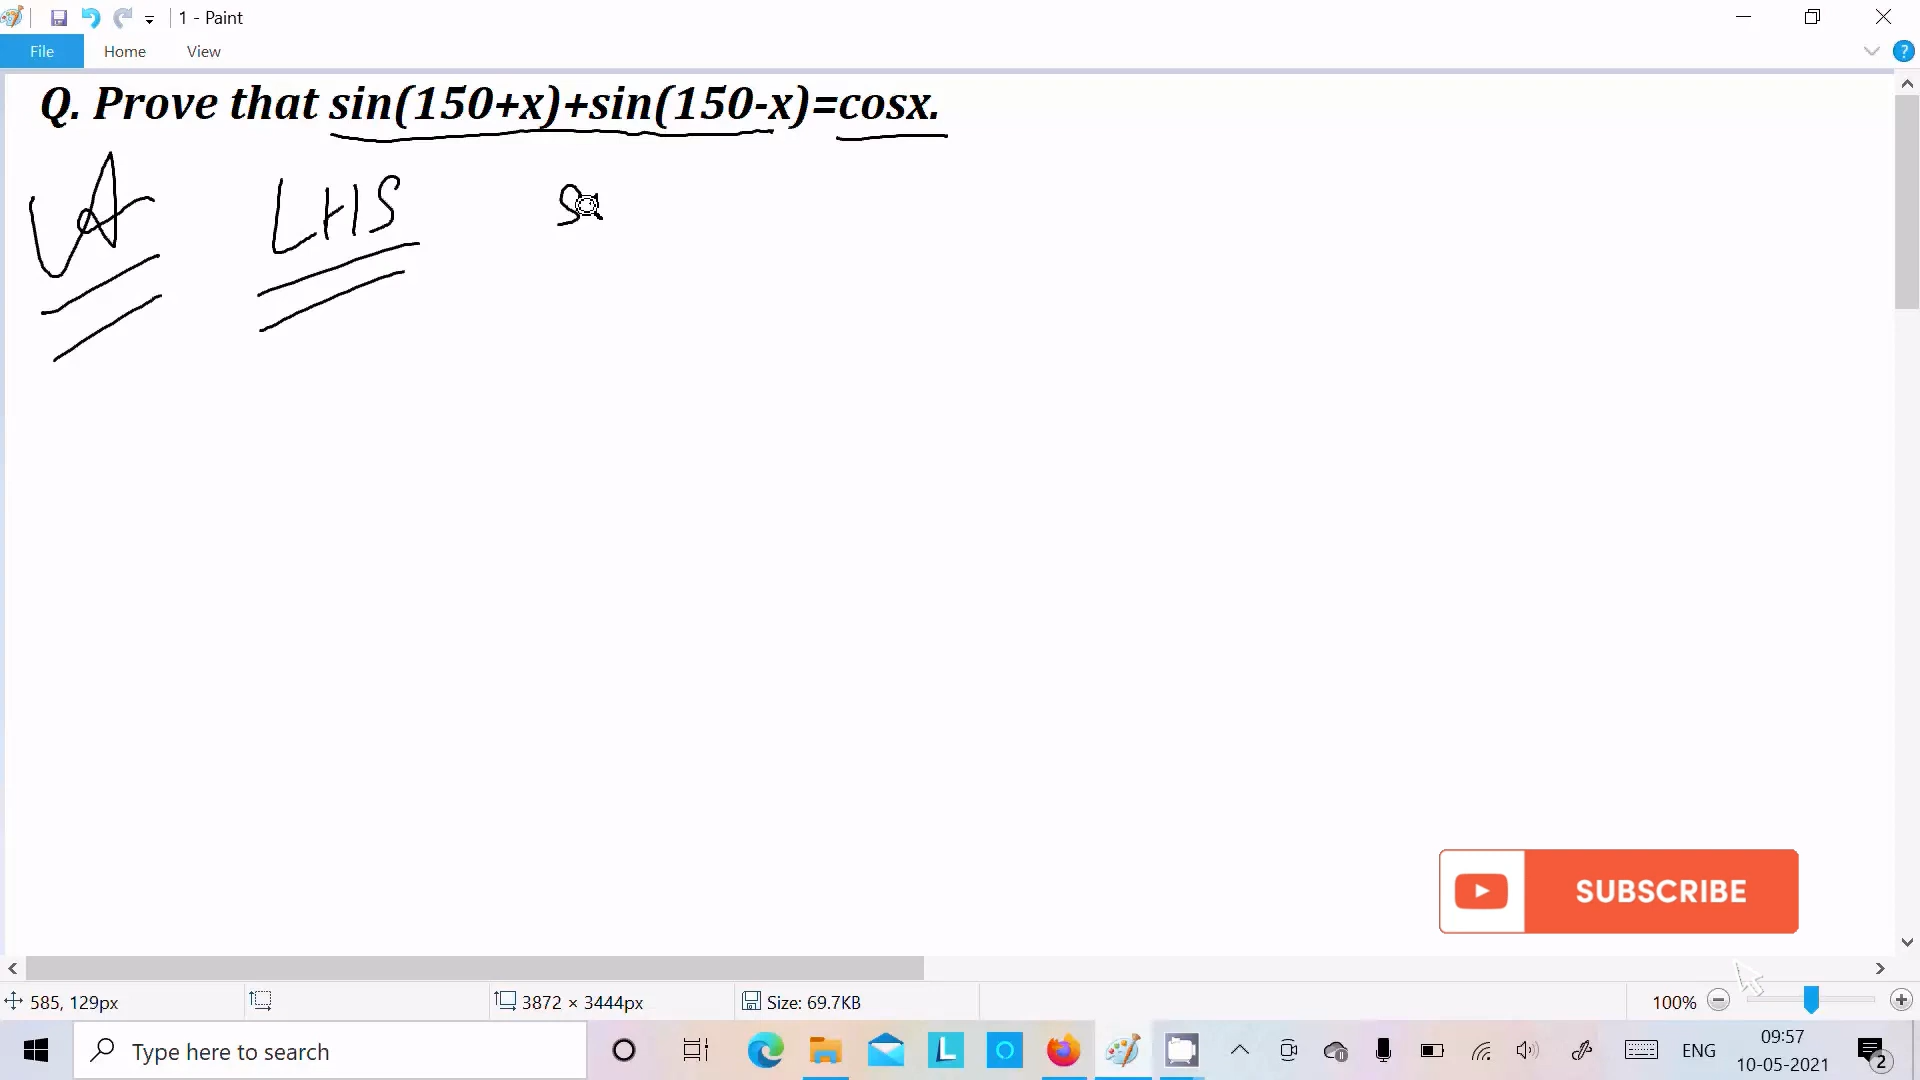 1 - Paint
File Home View
Q. Prove that sin(150+x)+sin(150-x)=cosx.
LHS S
SUBSCRIBE
585, 129px 3872 × 3444px Size: 69.7KB 100%
Type here to search ENG 09:57
10-05-2021 2